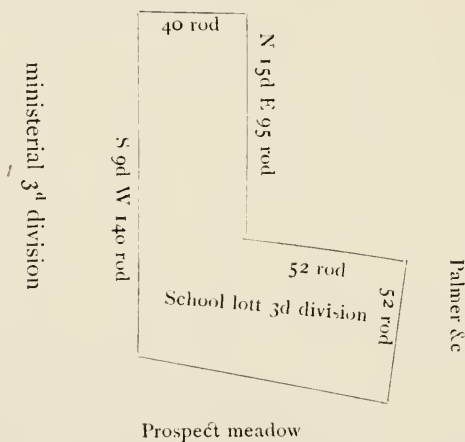 40 rod
N 15d E 95 rod
ministerial 3d division
S 9d W 140 rod
52 rod
52 rod
Palmer &c
School lott 3d division
Prospect meadow